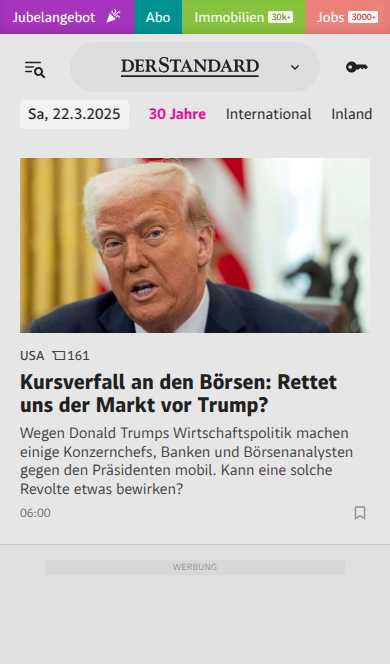 Jubelangebot
Abo
Immobilien 30k+
Jobs 3000+
DERSTANDARD
Sa, 22.3.2025
30 Jahre
International
Inland
USA 161
Kursverfall an den Börsen: Rettet
uns der Markt vor Trump?
Wegen Donald Trumps Wirtschaftspolitik machen
einige Konzernchefs, Banken und Börsenanalysten
gegen den Präsidenten mobil. Kann eine solche
Revolte etwas bewirken?
06:00
WERBUNG